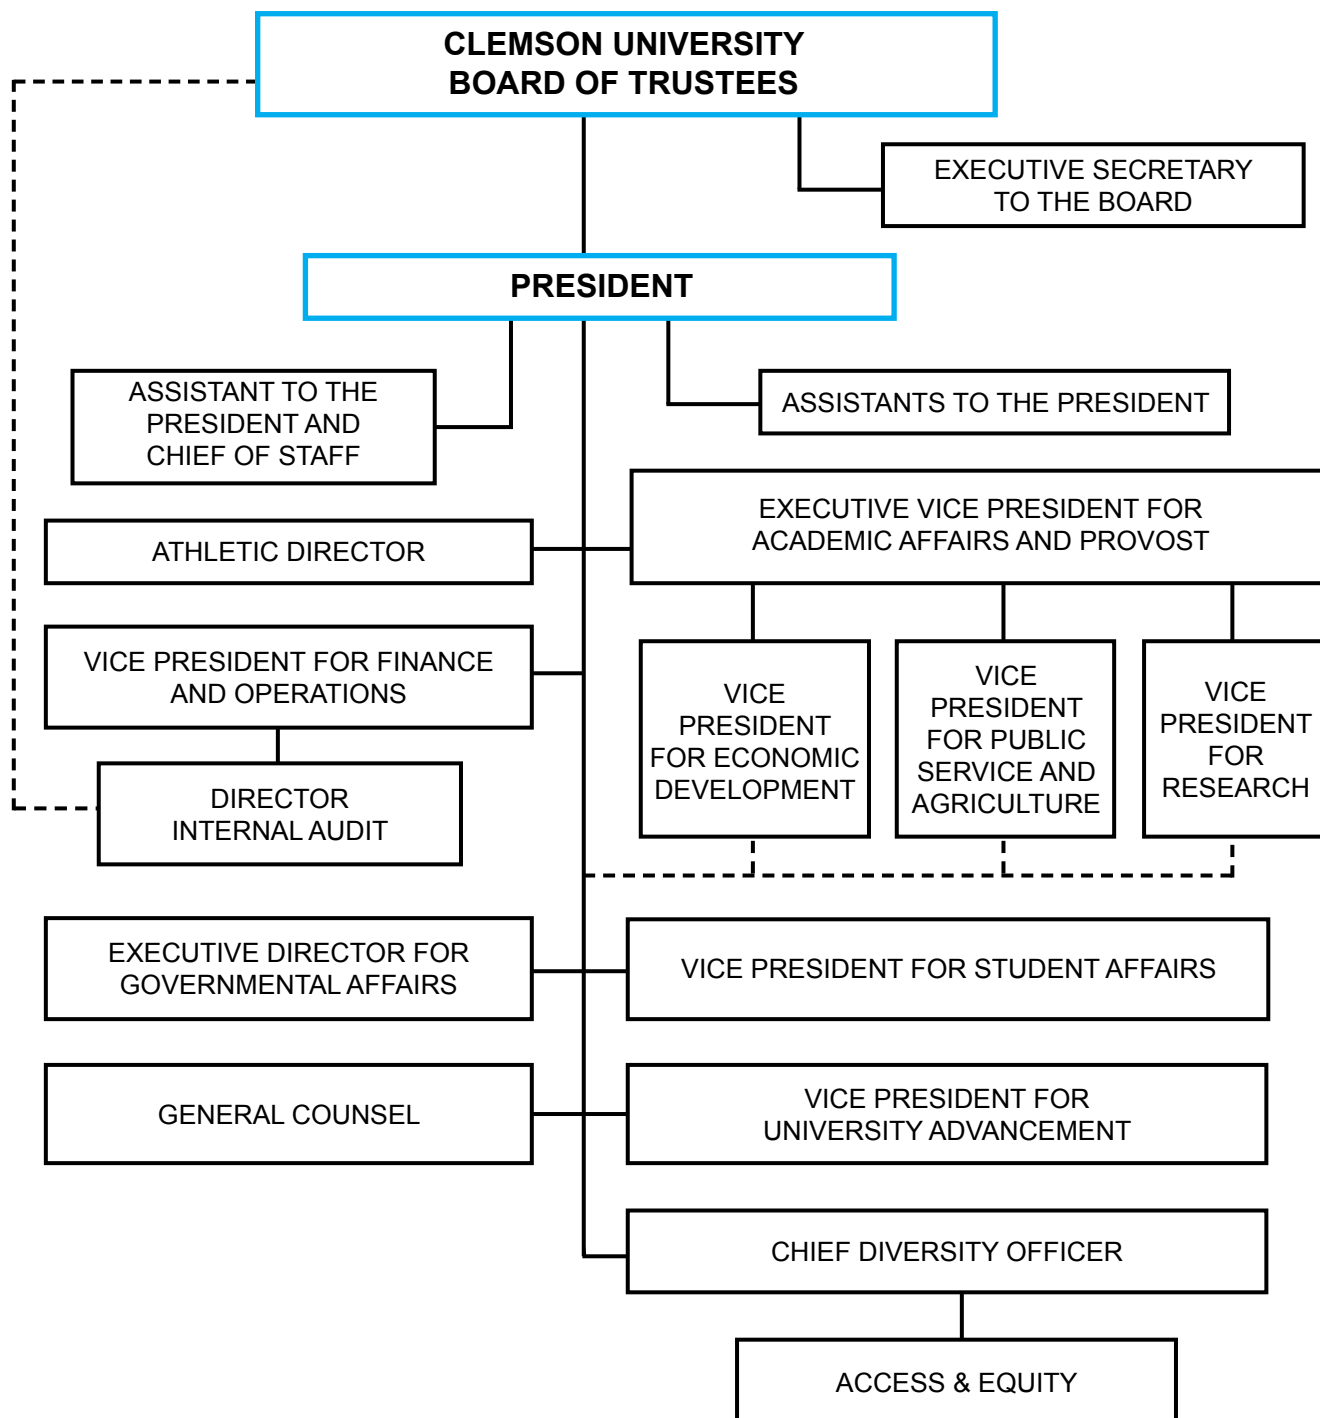 CLEMSON UNIVERSITY
BOARD OF TRUSTEES
EXECUTIVE SECRETARY
TO THE BOARD
PRESIDENT
ASSISTANT TO THE
PRESIDENT AND
CHIEF OF STAFF
ASSISTANTS TO THE PRESIDENT
ATHLETIC DIRECTOR
EXECUTIVE VICE PRESIDENT FOR
ACADEMIC AFFAIRS AND PROVOST
VICE PRESIDENT FOR FINANCE
AND OPERATIONS
DIRECTOR
INTERNAL AUDIT
VICE
PRESIDENT
FOR ECONOMIC
DEVELOPMENT
VICE
PRESIDENT
FOR PUBLIC
SERVICE AND
AGRICULTURE
VICE
PRESIDENT
FOR
RESEARCH
EXECUTIVE DIRECTOR FOR
GOVERNMENTAL AFFAIRS
VICE PRESIDENT FOR STUDENT AFFAIRS
GENERAL COUNSEL
VICE PRESIDENT FOR
UNIVERSITY ADVANCEMENT
CHIEF DIVERSITY OFFICER
ACCESS & EQUITY